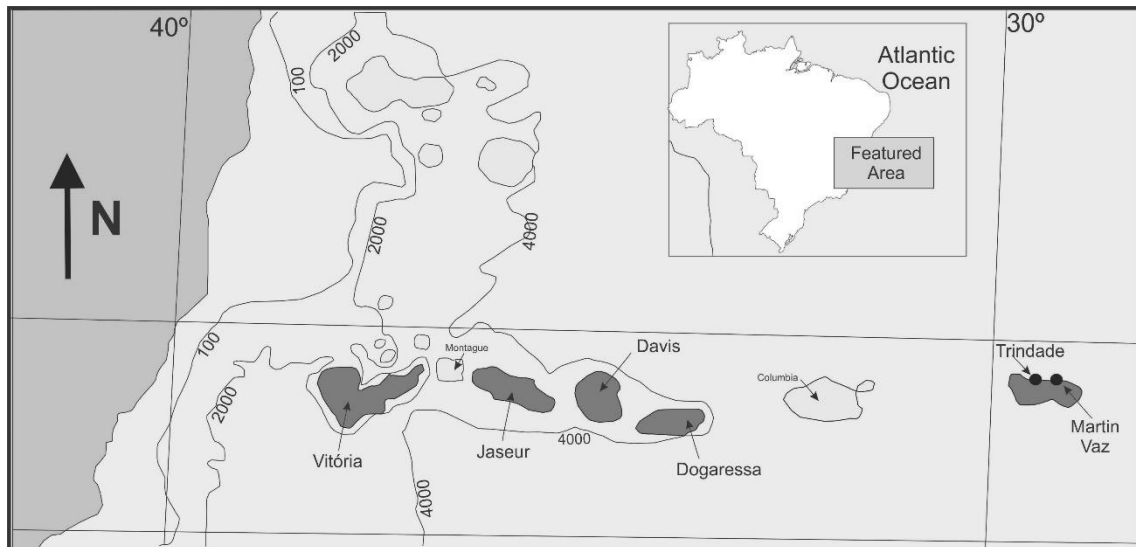 40º
30º
2000
100
Atlantic
Ocean
Featured
Area
N
2000
4000
100
Montague
Davis
Trindade
Columbia
2000
Vitória
Jaseur
4000
Dogaressa
Martin
Vaz
4000